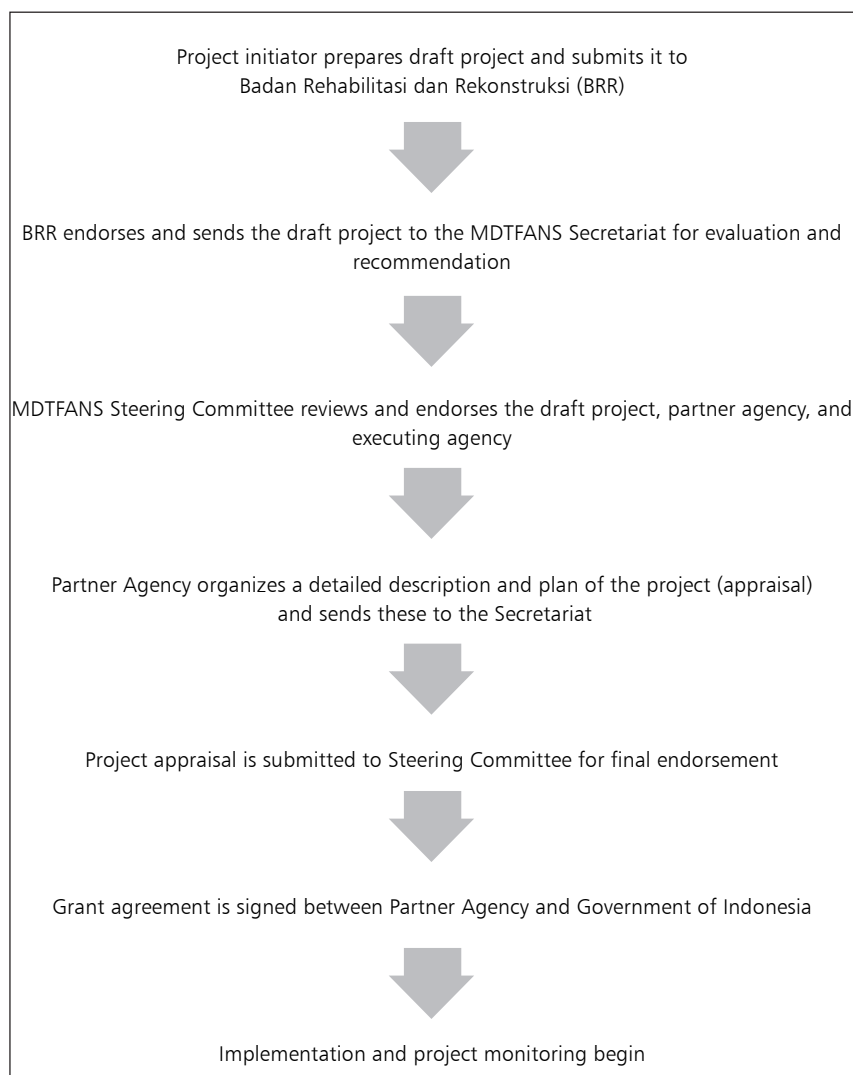 Project initiator prepares draft project and submits it to
Badan Rehabilitasi dan Rekonstruksi (BRR)
BRR endorses and sends the draft project to the MDTFANS Secretariat for evaluation and
recommendation
MDTFANS Steering Committee reviews and endorses the draft project, partner agency, and
executing agency
Partner Agency organizes a detailed description and plan of the project (appraisal)
and sends these to the Secretariat
Project appraisal is submitted to Steering Committee for final endorsement
Grant agreement is signed between Partner Agency and Government of Indonesia
Implementation and project monitoring begin